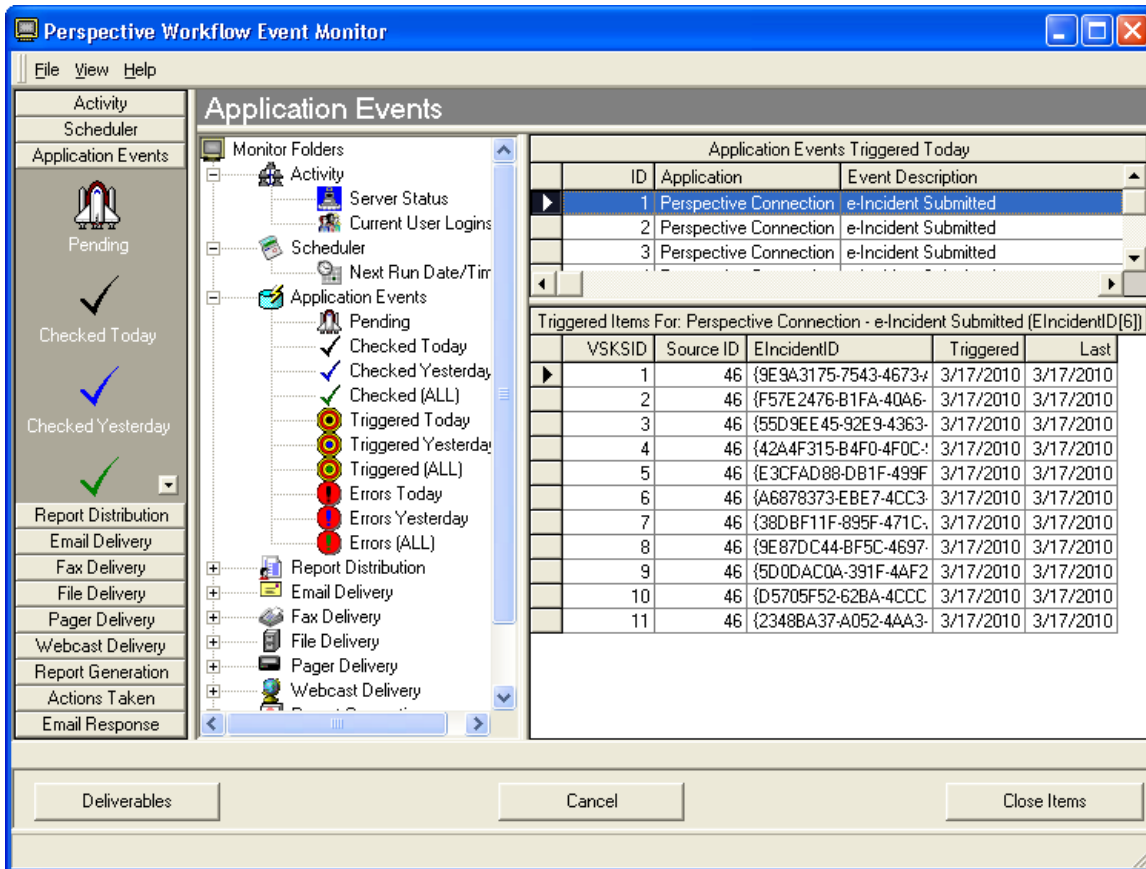 Perspective Workflow Event Monitor
File View Help
Activity
Scheduler
Application Events
Pending
Checked Today
Checked Yesterday
Report Distribution
Email Delivery
Fax Delivery
File Delivery
Pager Delivery
Webcast Delivery
Report Generation
Actions Taken
Email Response
Application Events
Monitor Folders
Activity
Server Status
Current User Logins
Scheduler
Next Run Date/Tim
Application Events
Pending
Checked Today
Checked Yesterday
Checked (ALL)
Triggered Today
Triggered Yesterday
Triggered (ALL)
Errors Today
Errors Yesterday
Errors (ALL)
Report Distribution
Email Delivery
Fax Delivery
File Delivery
Pager Delivery
Webcast Delivery
Application Events Triggered Today
ID Application Event Description
1 Perspective Connection e-Incident Submitted
2 Perspective Connection e-Incident Submitted
3 Perspective Connection e-Incident Submitted
Triggered Items For: Perspective Connection - e-Incident Submitted (EIncidentID[6])
VSKSID Source ID EIncidentID Triggered Last
1 46 {9E9A3175-7543-4673-A 3/17/2010 3/17/2010
2 46 {F57E2476-B1FA-40A6- 3/17/2010 3/17/2010
3 46 {55D9EE45-92E9-4363- 3/17/2010 3/17/2010
4 46 {42A4F315-B4F0-4F0C- 3/17/2010 3/17/2010
5 46 {E3CFAD88-DB1F-499F 3/17/2010 3/17/2010
6 46 {A6878373-EBE7-4CC3- 3/17/2010 3/17/2010
7 46 {38DBF11F-895F-471C- 3/17/2010 3/17/2010
8 46 {9E87DC44-BF5C-4697- 3/17/2010 3/17/2010
9 46 {5D0DAC0A-391F-4AF2 3/17/2010 3/17/2010
10 46 {D5705F52-62BA-4CCC 3/17/2010 3/17/2010
11 46 {2348BA37-A052-4AA3- 3/17/2010 3/17/2010
Deliverables Cancel Close Items